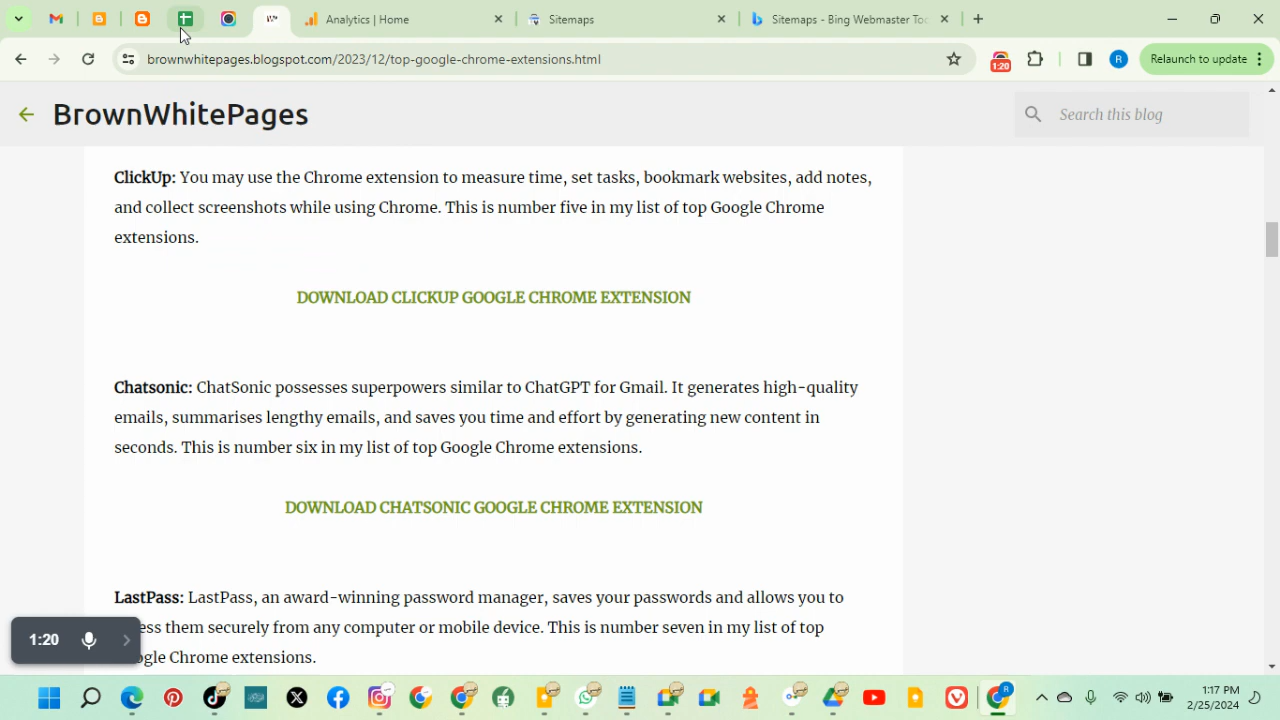 Analytics | Home
Sitemaps
Sitemaps - Bing Webmaster Too
brownwhitepages.blogspot.com/2023/12/top-google-chrome-extensions.html
1:20
R
Relaunch to update
BrownWhitePages
Search this blog
ClickUp: You may use the Chrome extension to measure time, set tasks, bookmark websites, add notes,
and collect screenshots while using Chrome. This is number five in my list of top Google Chrome
extensions.
DOWNLOAD CLICKUP GOOGLE CHROME EXTENSION
Chatsonic: ChatSonic possesses superpowers similar to ChatGPT for Gmail. It generates high-quality
emails, summarises lengthy emails, and saves you time and effort by generating new content in
seconds. This is number six in my list of top Google Chrome extensions.
DOWNLOAD CHATSONIC GOOGLE CHROME EXTENSION
LastPass: LastPass, an award-winning password manager, saves your passwords and allows you to
ess them securely from any computer or mobile device. This is number seven in my list of top
ogle Chrome extensions.
1:20
R
1:17 PM
2/25/2024